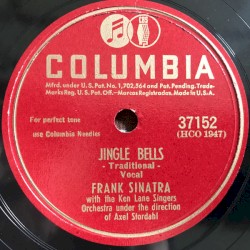 COLUMBIA
Mfrd. under U.S. Pat. No. 1,702,564 and Pat. Pending. Trade-
Marks Reg. U.S. Pat. Off.-Marcas Registradas. Made in U.S.A.
For perfect tone
use Columbia Needles
37152
(HCO 1947)
JINGLE BELLS
- Traditional -
Vocal
FRANK SINATRA
with the Ken Lane Singers
Orchestra under the direction
of Axel Stordahl